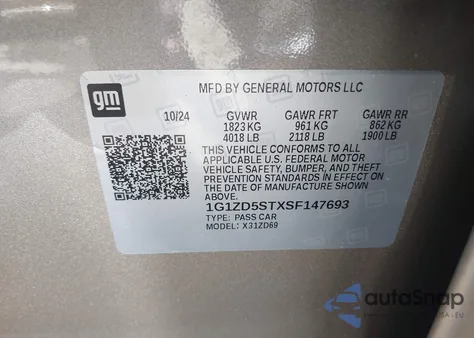 gm
MFD BY GENERAL MOTORS LLC
10/24 GVWR GAWR FRT GAWR RR
1823 KG 961 KG 862 KG
4018 LB 2118 LB 1900 LB
THIS VEHICLE CONFORMS TO ALL
APPLICABLE U.S. FEDERAL MOTOR
VEHICLE SAFETY, BUMPER, AND THEFT
PREVENTION STANDARDS IN EFFECT ON
THE DATE OF MANUFACTURE SHOWN
ABOVE.
1G1ZD5STXSF147693
TYPE: PASS CAR
MODEL: X31ZD69
autoSnap
USA - EU